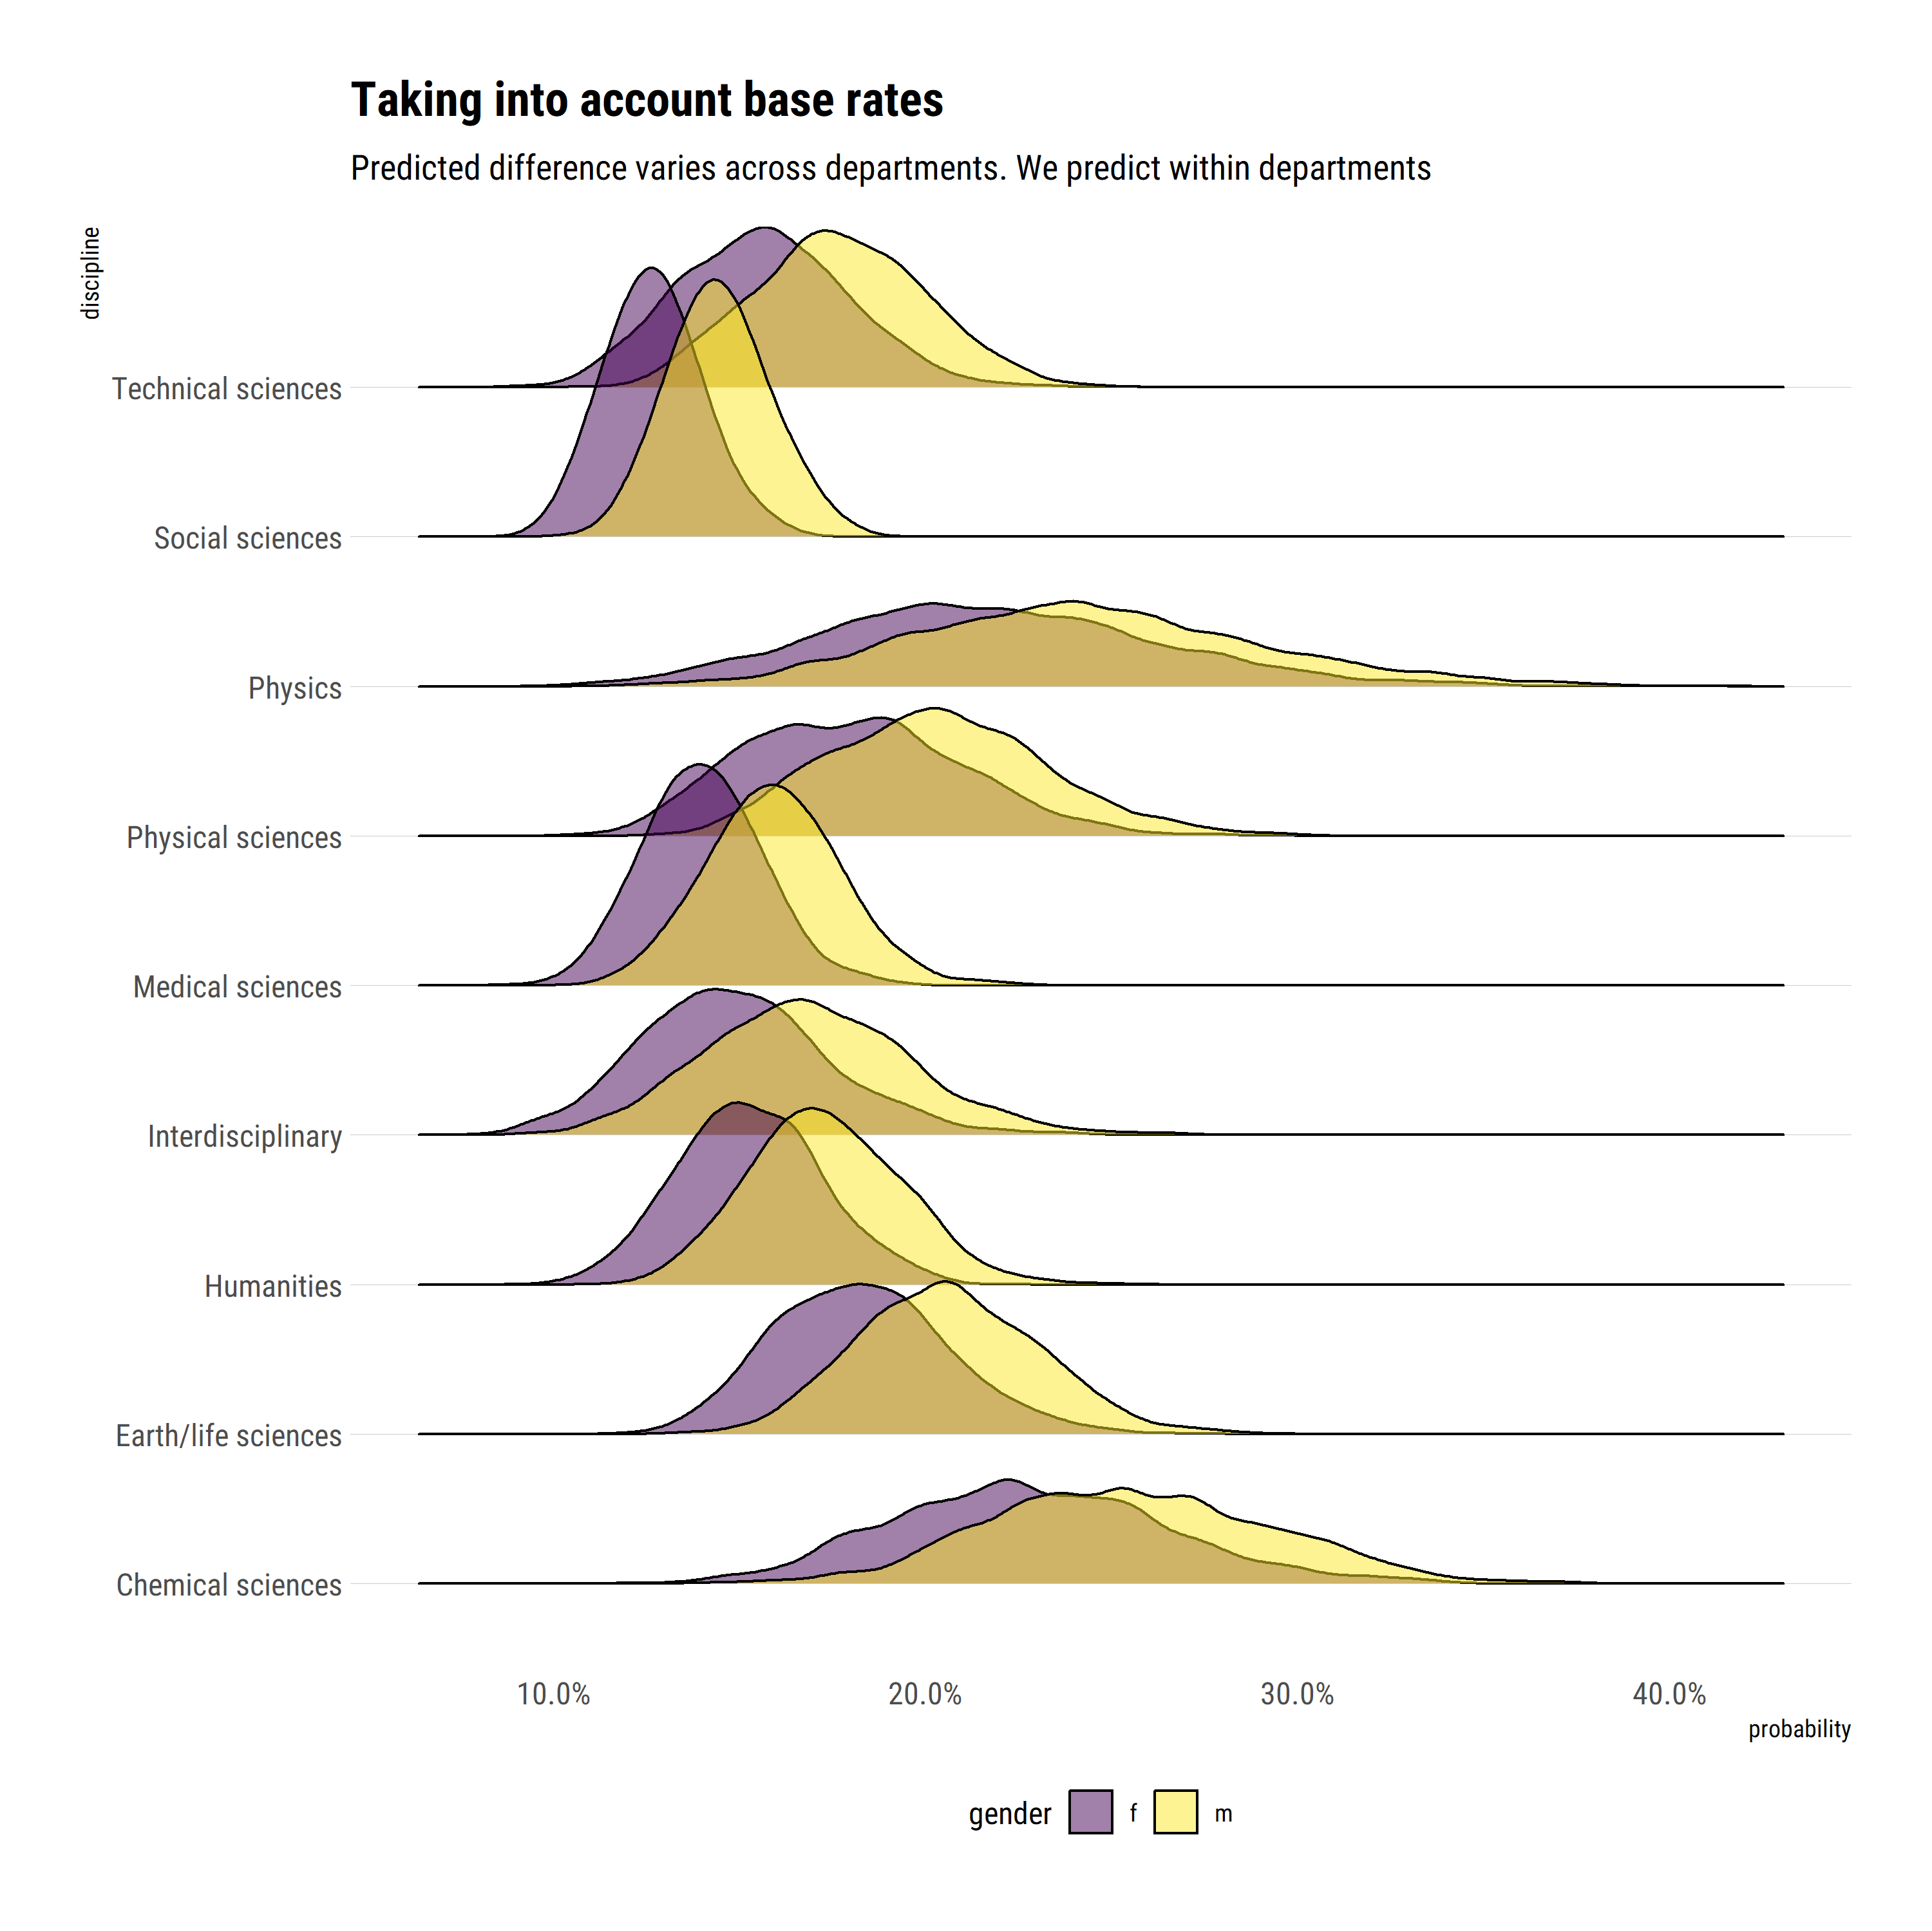 Taking into account base rates
Predicted difference varies across departments. We predict within departments
discipline
Technical sciences
Social sciences
Physics
Physical sciences
Medical sciences
Interdisciplinary
Humanities
Earth/life sciences
Chemical sciences
10.0% 20.0% 30.0% 40.0%
probability
gender f m